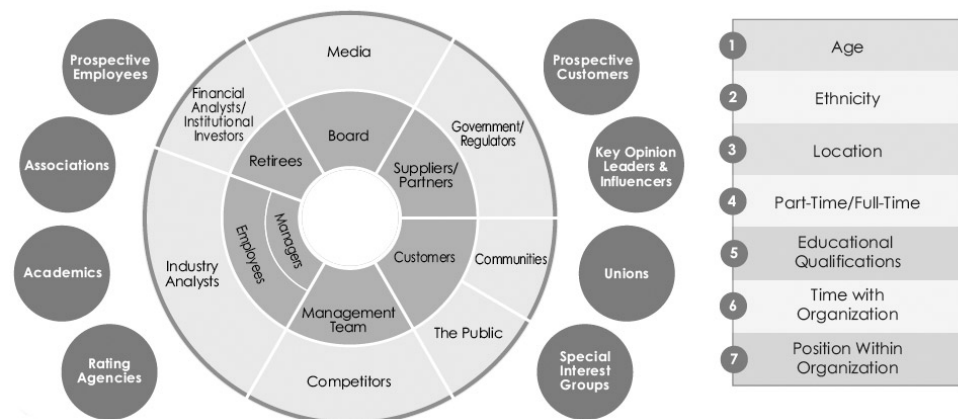 Prospective
Employees
Associations
Academics
Rating
Agencies
Media
Financial
Analysts/
Institutional
Investors
Government/
Regulators
Industry
Analysts
Communities
The Public
Competitors
Board
Retirees
Suppliers/
Partners
Managers
Employees
Customers
Management
Team
Prospective
Customers
Key Opinion
Leaders &
Influencers
Unions
Special
Interest
Groups
1 Age
2 Ethnicity
3 Location
4 Part-Time/Full-Time
5 Educational
Qualifications
6 Time with
Organization
7 Position Within
Organization